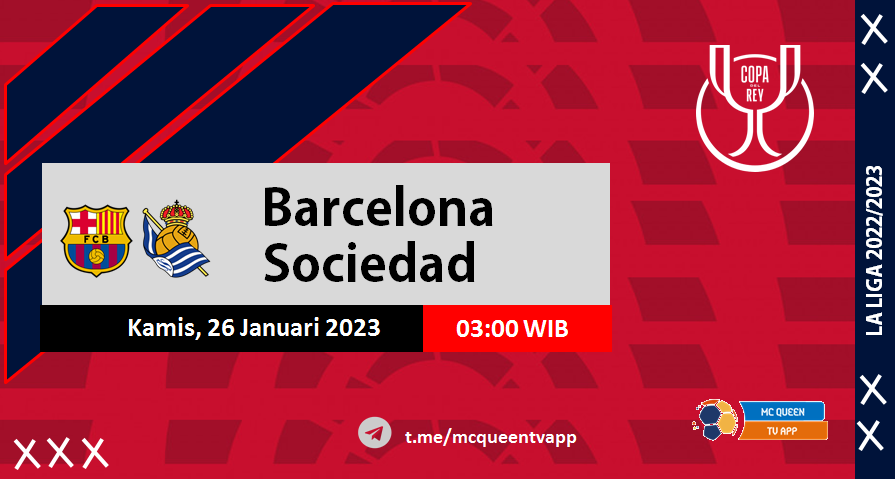 COPA
DEL
REY
LA LIGA 2022/2023
FCB
Barcelona
Sociedad
Kamis, 26 Januari 2023
03:00 WIB
MC QUEEN
TV APP
t.me/mcqueentvapp